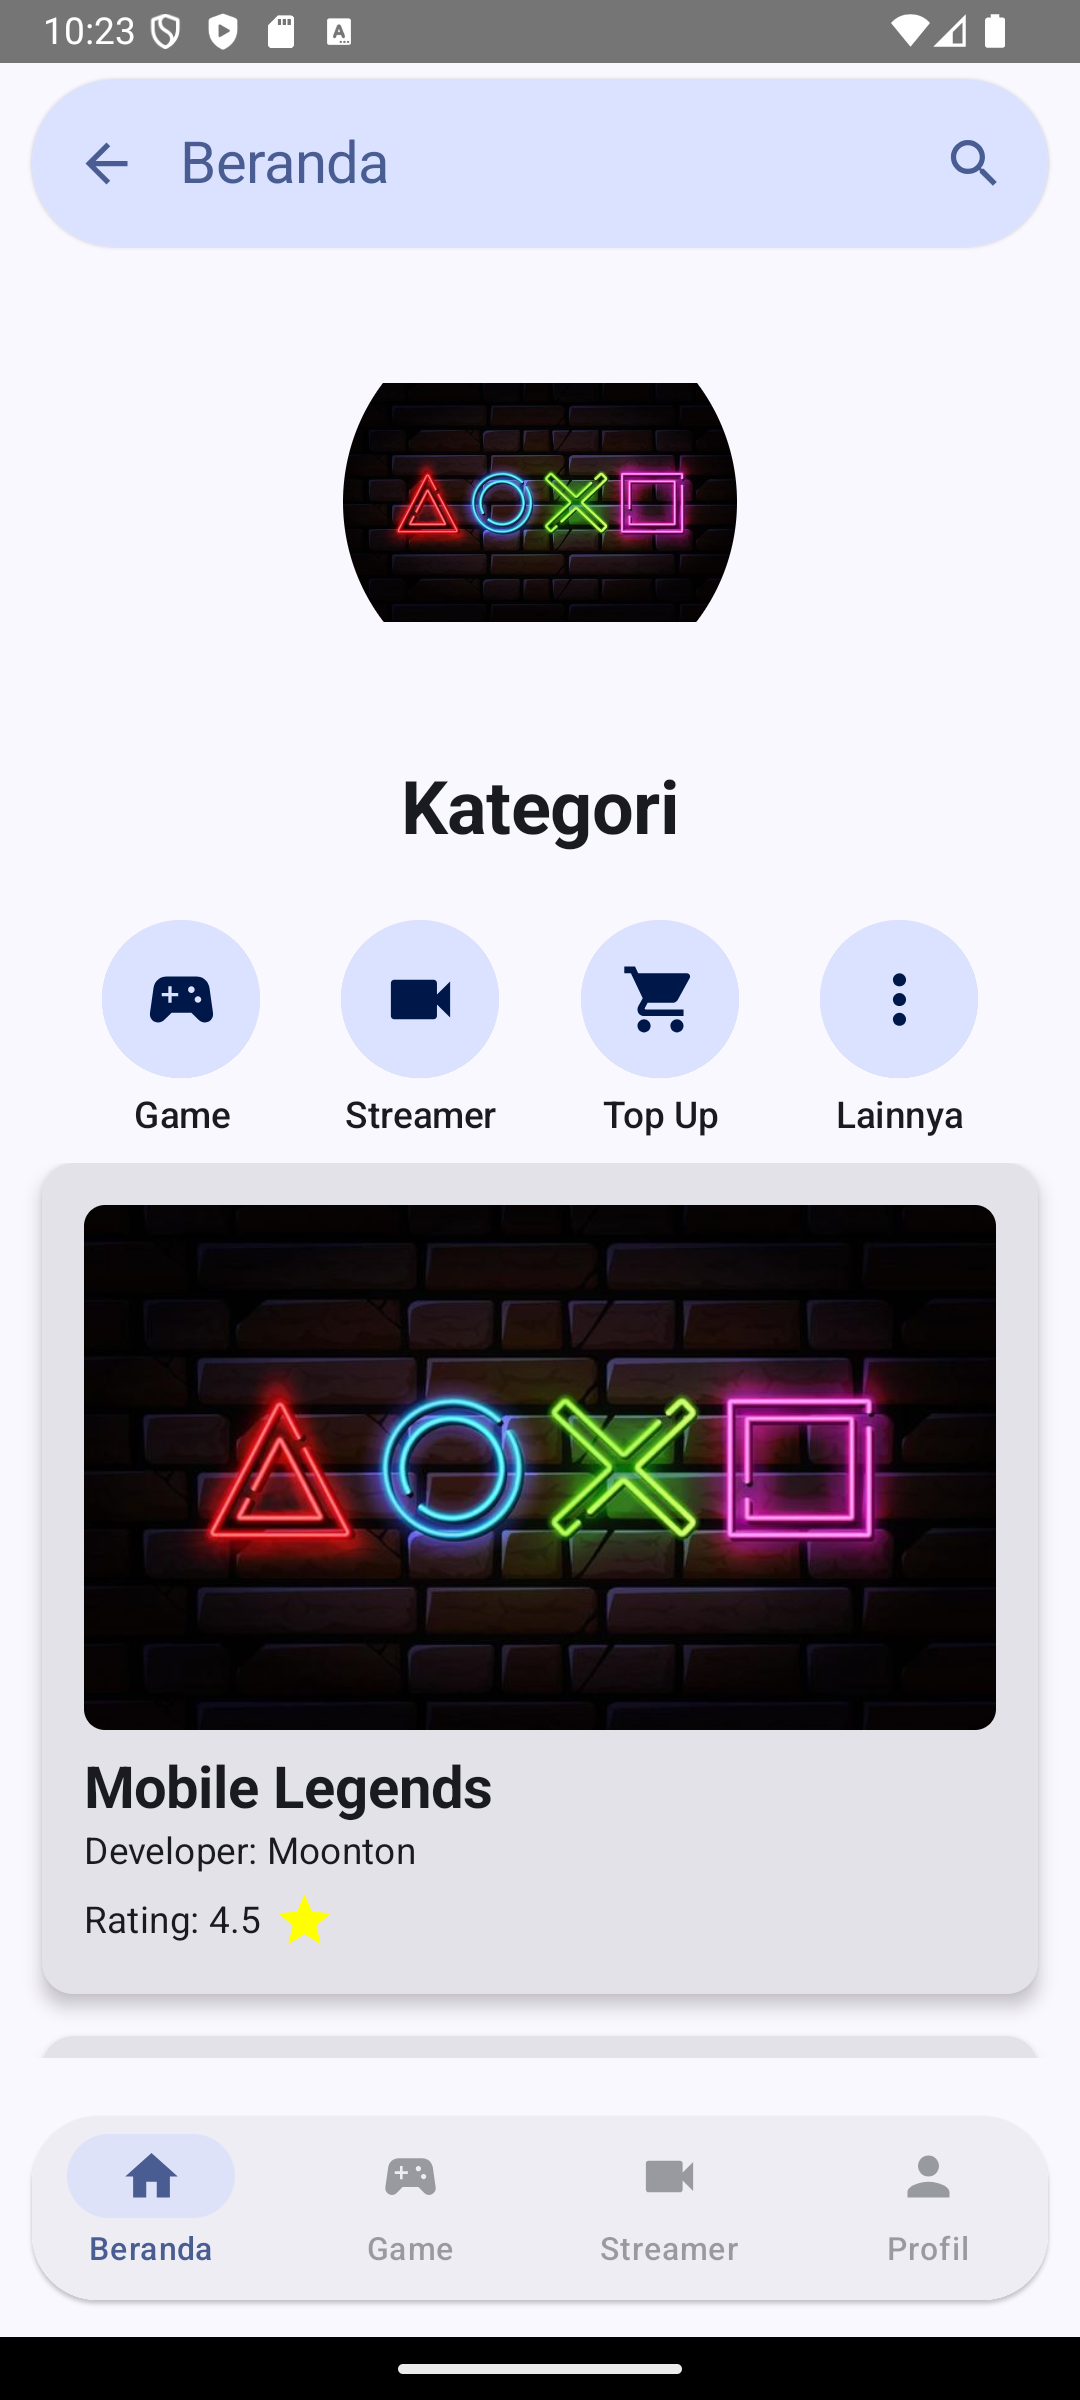 10:23
Beranda
Kategori
Game
Streamer
Top Up
Lainnya
Mobile Legends
Developer: Moonton
Rating: 4.5
Beranda
Game
Streamer
Profil